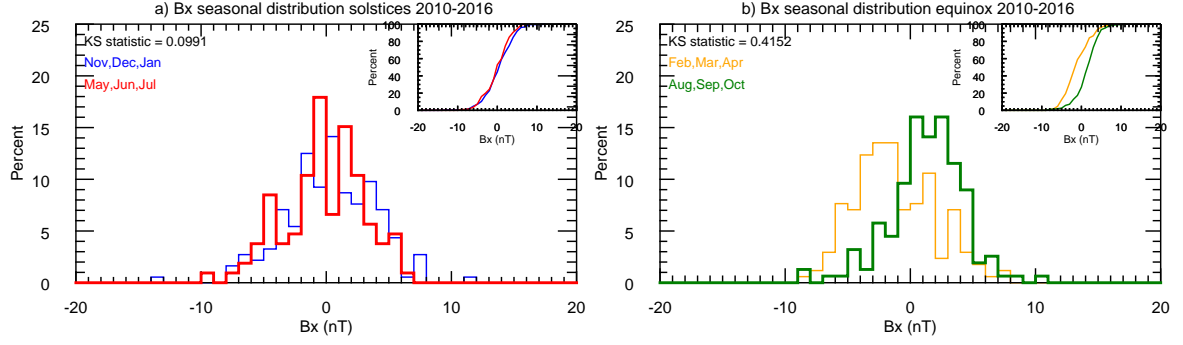 a) Bx seasonal distribution solstices 2010-2016
KS statistic = 0.0991
Nov,Dec,Jan
May,Jun,Jul
Percent
25
20
15
10
5
0
-20 -10 0 10 20
Bx (nT)
Percent
100
80
60
40
20
0
-20 -10 0 10 20
Bx (nT)
b) Bx seasonal distribution equinox 2010-2016
KS statistic = 0.4152
Feb,Mar,Apr
Aug,Sep,Oct
Percent
25
20
15
10
5
0
-20 -10 0 10 20
Bx (nT)
Percent
100
80
60
40
20
0
-20 -10 0 10 20
Bx (nT)